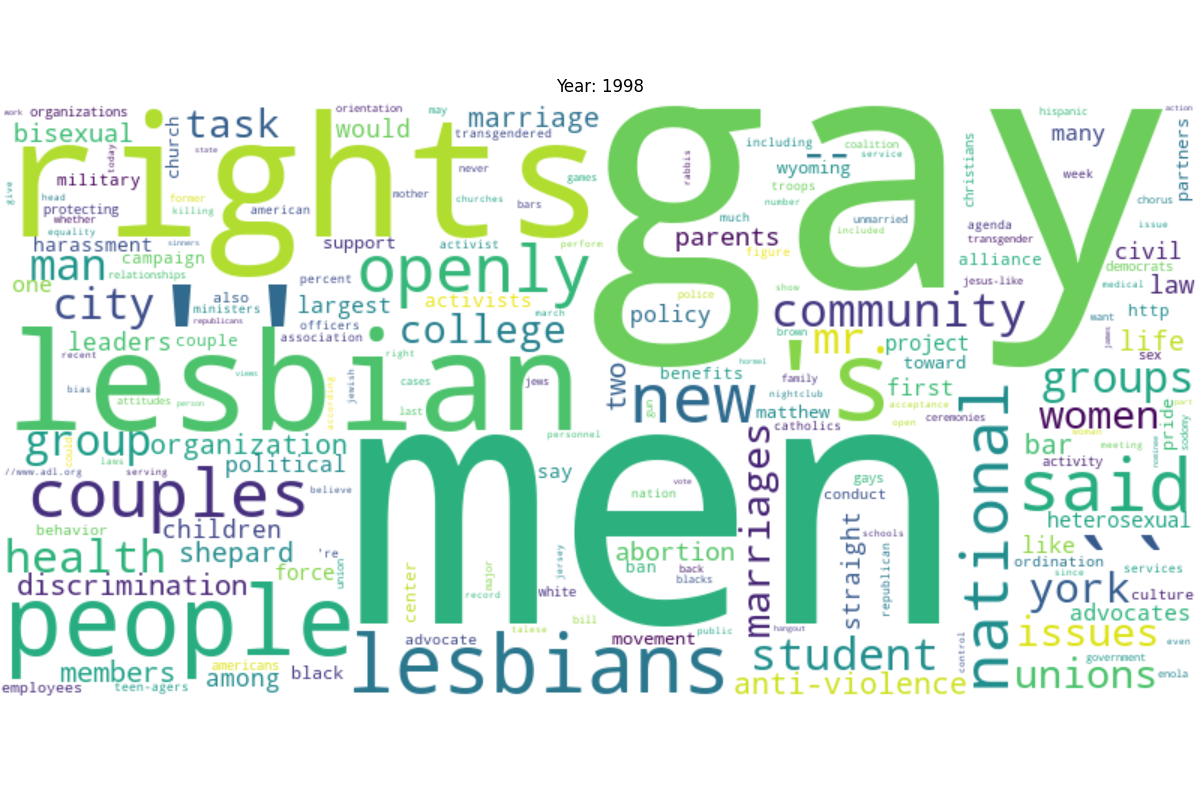 Year: 1998
work
organizations
orientation
may
marriage
hispanic
action
bisexual
task
would
transgendered
including
coalition
service
many
church
state
today
rights
gay
rabbis
--
wyoming
christians
partners
military
never
games
troops
number
week
give
head
former
mother
churches
bars
chorus
protecting
killing
american
much
unmarried
included
agenda
issue
whether
equality
harassment
sinners
support
activist
perform
parents
figure
transgender
civil
man
campaign
relationships
percent
openly
alliance
democrats
one
show
jesus-like
medical
law
city
''
also
ministers
republicans
largest
activists
march
police
policy
community
want
http
officers
association
college
brown
mr.
project
james
life
leaders
couple
lesbian
right
hormel
's
toward
sex
recent
views
cases
jews
two
benefits
family
first
groups
bias
attitudes
person
according
jewish
last
new
gun
nightclub
matthew
catholics
acceptance
open
ceremonies
women
pride
part
group
could
organization
personnel
men
national
bar
woman
meeting
sodomy
laws
//www.adl.org
serving
political
say
vote
marriages
gays
activity
nominee
couples
believe
nation
conduct
said
behavior
children
straight
schools
heterosexual
health
shepard
're
abortion
like
``
discrimination
force
union
center
major
record
jersey
ban
back
blacks
republican
ordination
since
services
white
york
culture
people
bill
advocates
talese
public
hangout
issues
even
advocate
movement
student
control
government
members
americans
among
black
lesbians
anti-violence
unions
enola
employees
teen-agers